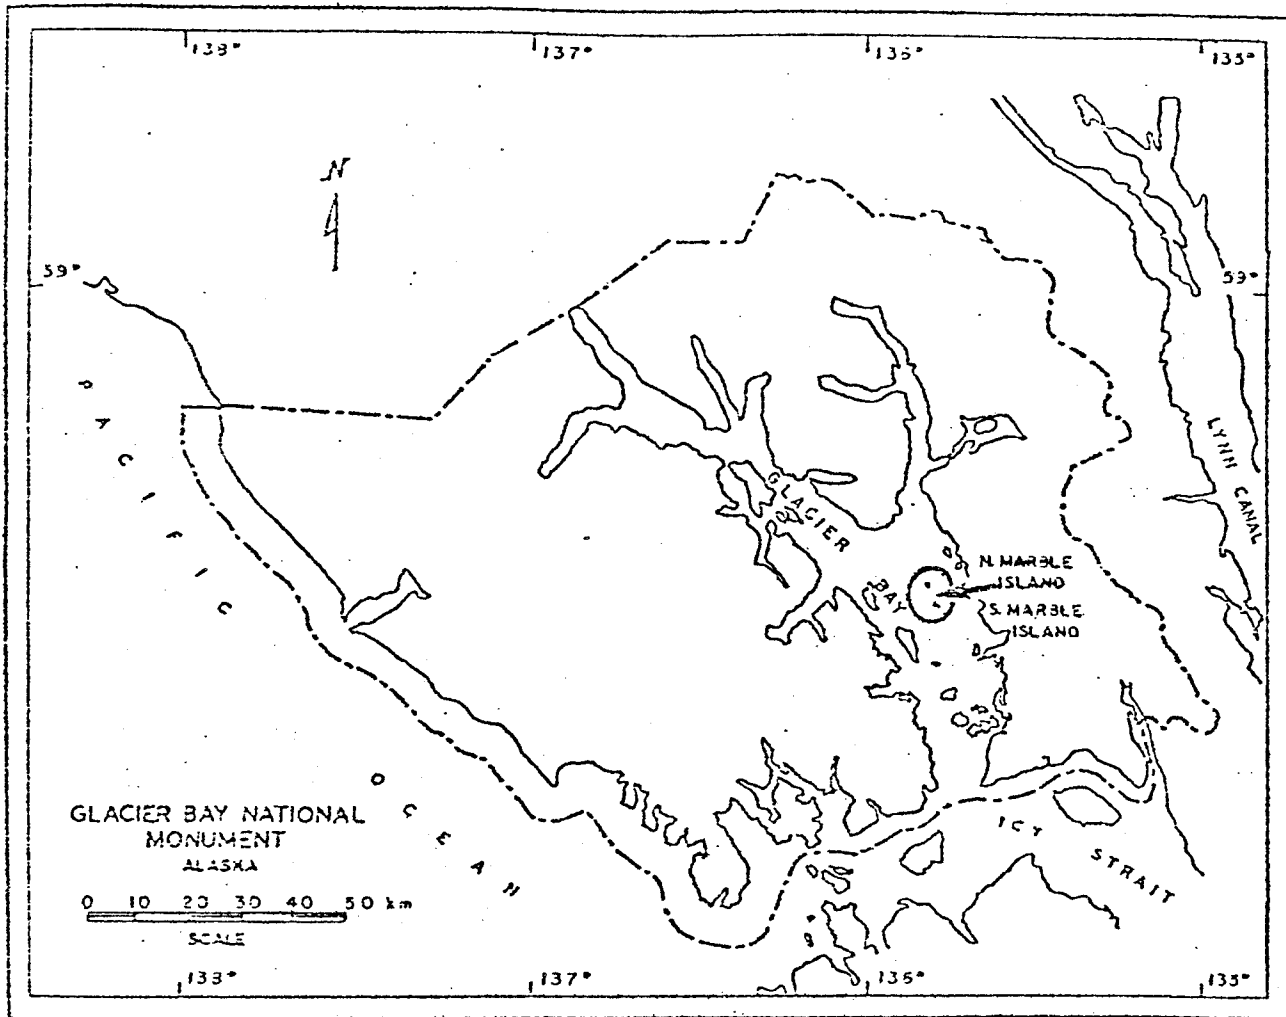 138° 137° 136° 135°
N
59° 59°
PACIFIC
OCEAN
GLACIER
BAY
LYNN CANAL
N. MARBLE
ISLAND
S. MARBLE
ISLAND
ICY
STRAIT
GLACIER BAY NATIONAL
MONUMENT
ALASKA
0 10 20 30 40 50 km
SCALE
138° 137° 136° 135°